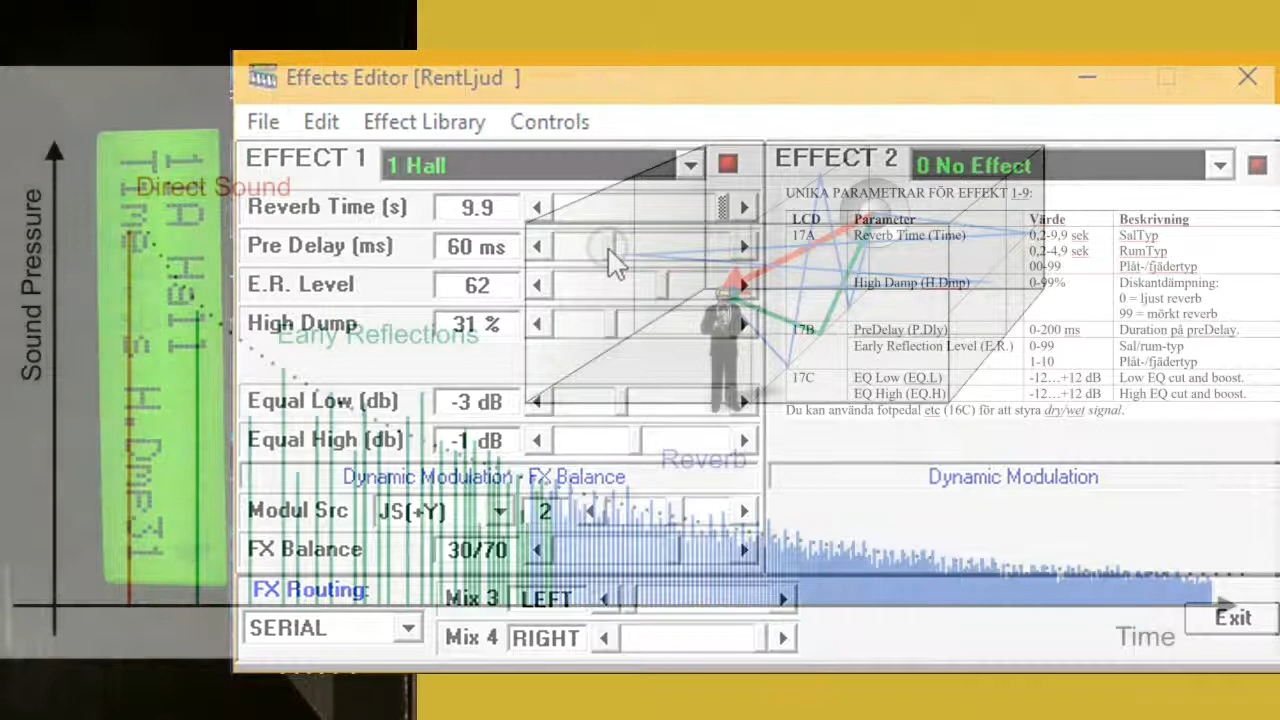 Effects Editor [RentLjud ]
File Edit Effect Library Controls
EFFECT 1 1 Hall
Reverb Time (s) 9.9
Pre Delay (ms) 60 ms
E.R. Level 62
High Dump 31 %
Equal Low (db) -3 dB
Equal High (db) -1 dB
Dynamic Modulation - FX Balance
Modul Src JS(+Y) 2
FX Balance 30/70
FX Routing:
SERIAL
Mix 3 LEFT
Mix 4 RIGHT
EFFECT 2 0 No Effect
UNIKA PARAMETRAR FÖR EFFEKT 1-9:
LCD Parameter Värde Beskrivning
17A Reverb Time (Time) 0,2-9,9 sek SalTyp
0,2-4,9 sek RumTyp
00-99 Plåt-/fjädertyp
High Damp (H.Dmp) 0-99% Diskantdämpning:
0 = ljust reverb
99 = mörkt reverb
17B PreDelay (P.Dly) 0-200 ms Duration på preDelay.
Early Reflection Level (E.R.) 0-99 Sal/rum-typ
1-10 Plåt-/fjädertyp
17C EQ Low (EQ.L) -12…+12 dB Low EQ cut and boost.
EQ High (EQ.H) -12…+12 dB High EQ cut and boost.
Du kan använda fotpedal etc (16C) för att styra dry/wet signal.
Dynamic Modulation
Exit
Sound Pressure
Direct Sound
Early Reflections
Reverb
Time